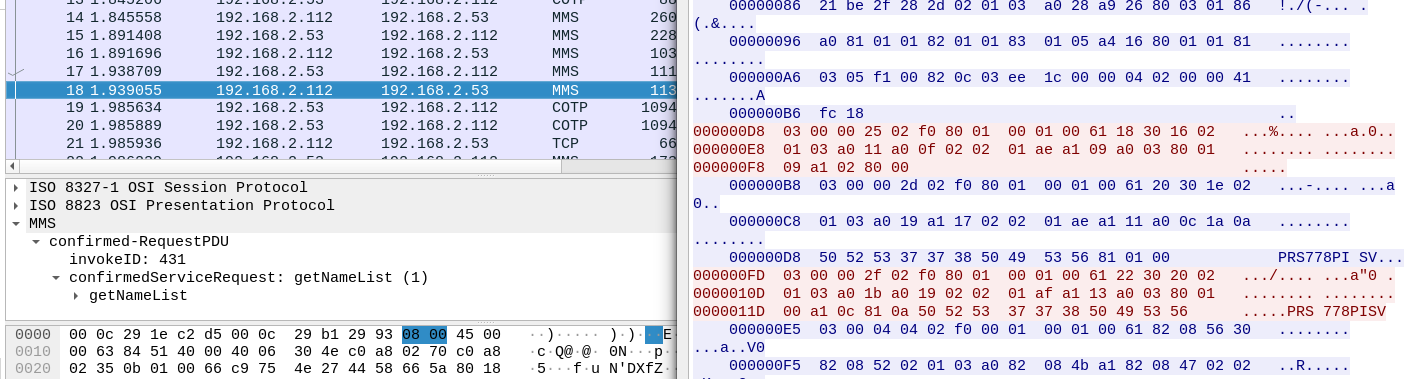 14 1.845558 192.168.2.112 192.168.2.53 MMS 260
15 1.891408 192.168.2.53 192.168.2.112 MMS 228
16 1.891696 192.168.2.112 192.168.2.53 MMS 103
17 1.938709 192.168.2.53 192.168.2.112 MMS 111
18 1.939055 192.168.2.112 192.168.2.53 MMS 113
19 1.985634 192.168.2.53 192.168.2.112 COTP 1094
20 1.985889 192.168.2.53 192.168.2.112 COTP 1094
21 1.985936 192.168.2.112 192.168.2.53 TCP 66
ISO 8327-1 OSI Session Protocol
ISO 8823 OSI Presentation Protocol
MMS
confirmed-RequestPDU
invokeID: 431
confirmedServiceRequest: getNameList (1)
getNameList
0000 00 0c 29 1e c2 d5 00 0c 29 b1 29 93 08 00 45 00 ··)····· )·)···E·
0010 00 63 84 51 40 00 40 06 30 4e c0 a8 02 70 c0 a8 ·c·Q@·@· 0N···p··
0020 02 35 0b 01 00 66 c9 75 4e 27 44 58 66 5a 80 18 ·5···f·u N'DXfZ··
00000086 21 be 2f 28 2d 02 01 03 a0 28 a9 26 80 03 01 86 !./(-... .
(.&....
00000096 a0 81 01 01 82 01 01 83 01 05 a4 16 80 01 01 81 ........
........
000000A6 03 05 f1 00 82 0c 03 ee 1c 00 00 04 02 00 00 41 ........
.......A
000000B6 fc 18 ..
000000D8 03 00 00 25 02 f0 80 01 00 01 00 61 18 30 16 02 ...%.... ...a.0..
000000E8 01 03 a0 11 a0 0f 02 02 01 ae a1 09 a0 03 80 01 ........ ........
000000F8 09 a1 02 80 00 .....
000000B8 03 00 00 2d 02 f0 80 01 00 01 00 61 20 30 1e 02 ...-.... ...a
0..
000000C8 01 03 a0 19 a1 17 02 02 01 ae a1 11 a0 0c 1a 0a ........
........
000000D8 50 52 53 37 37 38 50 49 53 56 81 01 00 PRS778PI SV...
000000FD 03 00 00 2f 02 f0 80 01 00 01 00 61 22 30 20 02 .../.... ...a"0 .
0000010D 01 03 a0 1b a0 19 02 02 01 af a1 13 a0 03 80 01 ........ ........
0000011D 00 a1 0c 81 0a 50 52 53 37 37 38 50 49 53 56 .....PRS 778PISV
000000E5 03 00 04 04 02 f0 00 01 00 01 00 61 82 08 56 30 ........
...a..V0
000000F5 82 08 52 02 01 03 a0 82 08 4b a1 82 08 47 02 02 ..R.....